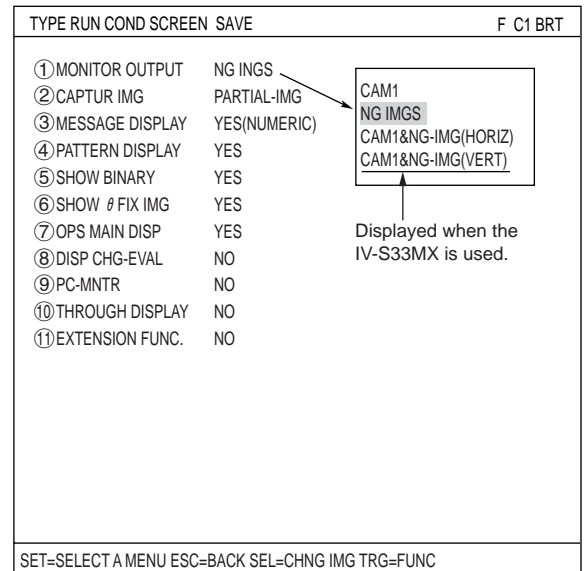 TYPE RUN COND SCREEN SAVE F C1 BRT
①MONITOR OUTPUT NG INGS
②CAPTUR IMG PARTIAL-IMG
③MESSAGE DISPLAY YES(NUMERIC)
④PATTERN DISPLAY YES
⑤SHOW BINARY YES
⑥SHOW θ FIX IMG YES
⑦OPS MAIN DISP YES
⑧DISP CHG-EVAL NO
⑨PC-MNTR NO
⑩THROUGH DISPLAY NO
⑪EXTENSION FUNC. NO
CAM1
NG IMGS
CAM1&NG-IMG(HORIZ)
CAM1&NG-IMG(VERT)
Displayed when the
IV-S33MX is used.
SET=SELECT A MENU ESC=BACK SEL=CHNG IMG TRG=FUNC